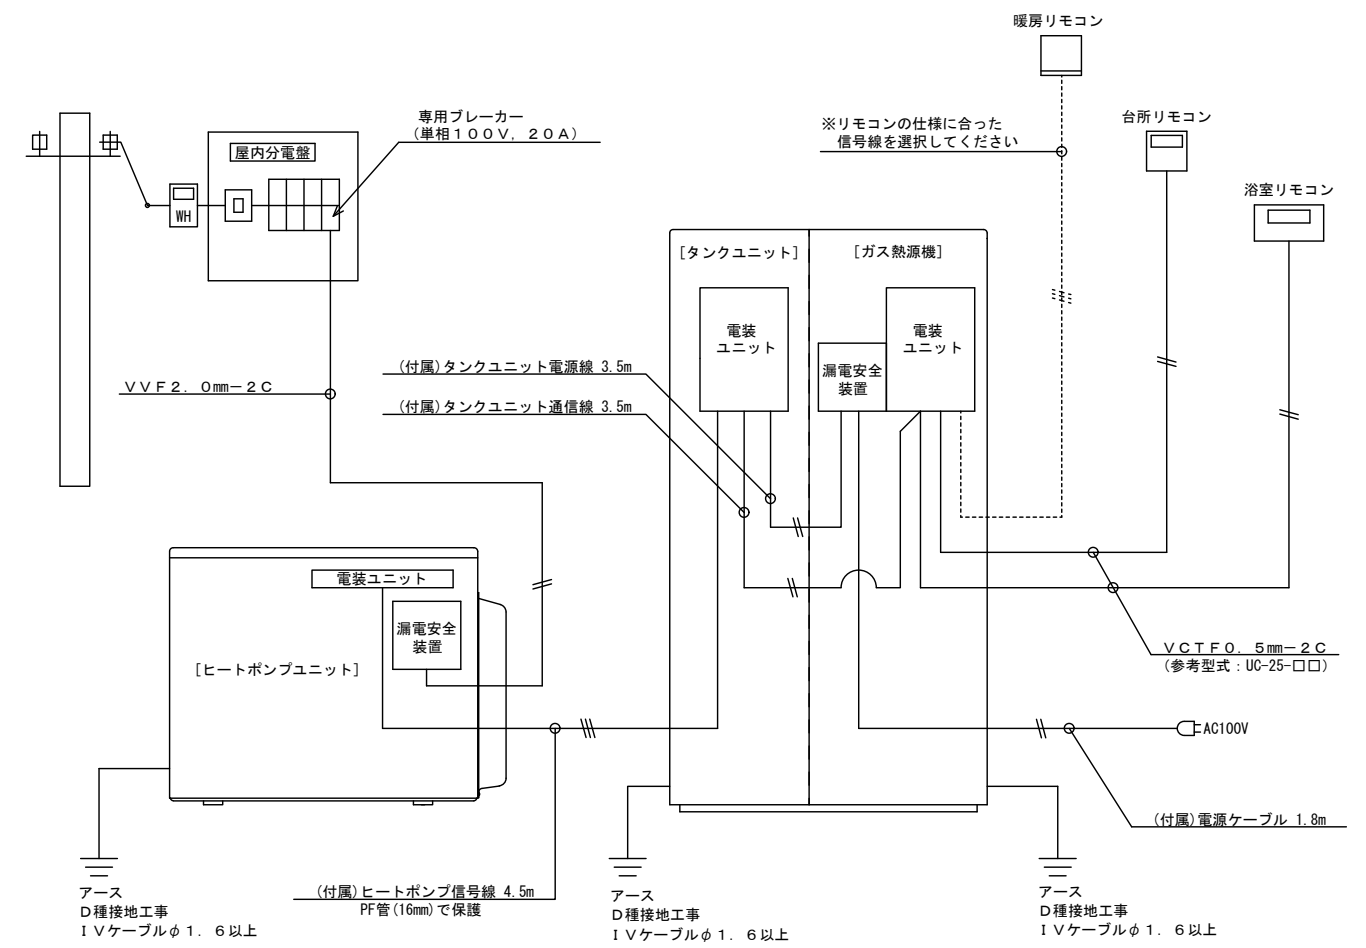 暖房リモコン
専用ブレーカー
(単相１００V，２０A)
※リモコンの仕様に合った
信号線を選択してください
台所リモコン
屋内分電盤
浴室リモコン
WH
[タンクユニット]
[ガス熱源機]
電装
ユニット
電装
ユニット
漏電安全
装置
(付属)タンクユニット電源線 3.5m
ＶＶＦ２．０mm－２Ｃ
(付属)タンクユニット通信線 3.5m
電装ユニット
漏電安全
装置
[ヒートポンプユニット]
ＶＣＴＦ０．５mm－２Ｃ
(参考型式：UC-25-□□)
AC100V
(付属)電源ケーブル 1.8m
(付属)ヒートポンプ信号線 4.5m
PF管(16mm)で保護
アース
Ｄ種接地工事
ＩＶケーブルφ１．６以上
アース
Ｄ種接地工事
ＩＶケーブルφ１．６以上
アース
Ｄ種接地工事
ＩＶケーブルφ１．６以上